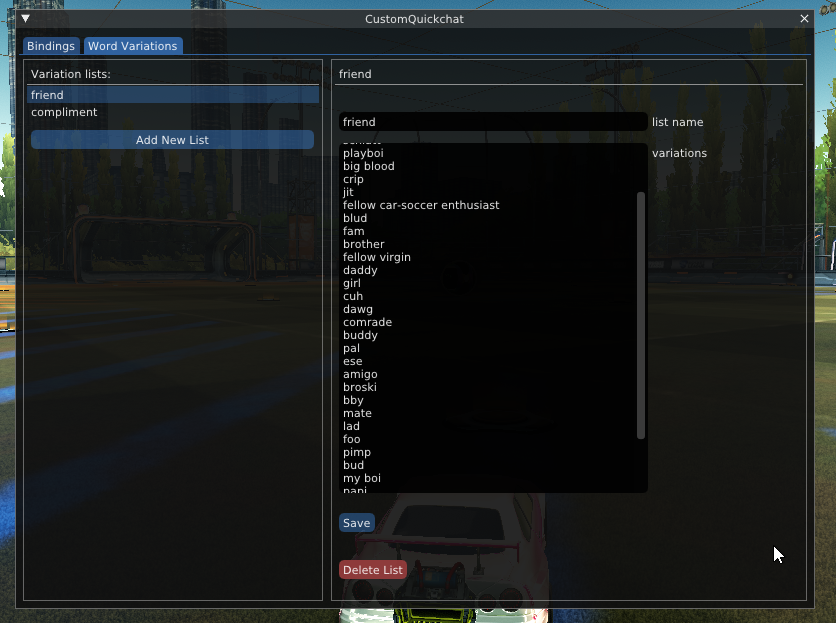 CustomQuickchat
Bindings
Word Variations
Variation lists:
friend
compliment
Add New List
friend
friend
list name
variations
playboi
big blood
crip
jit
fellow car-soccer enthusiast
blud
fam
brother
fellow virgin
daddy
girl
cuh
dawg
comrade
buddy
pal
ese
amigo
broski
bby
mate
lad
foo
pimp
bud
my boi
Save
Delete List